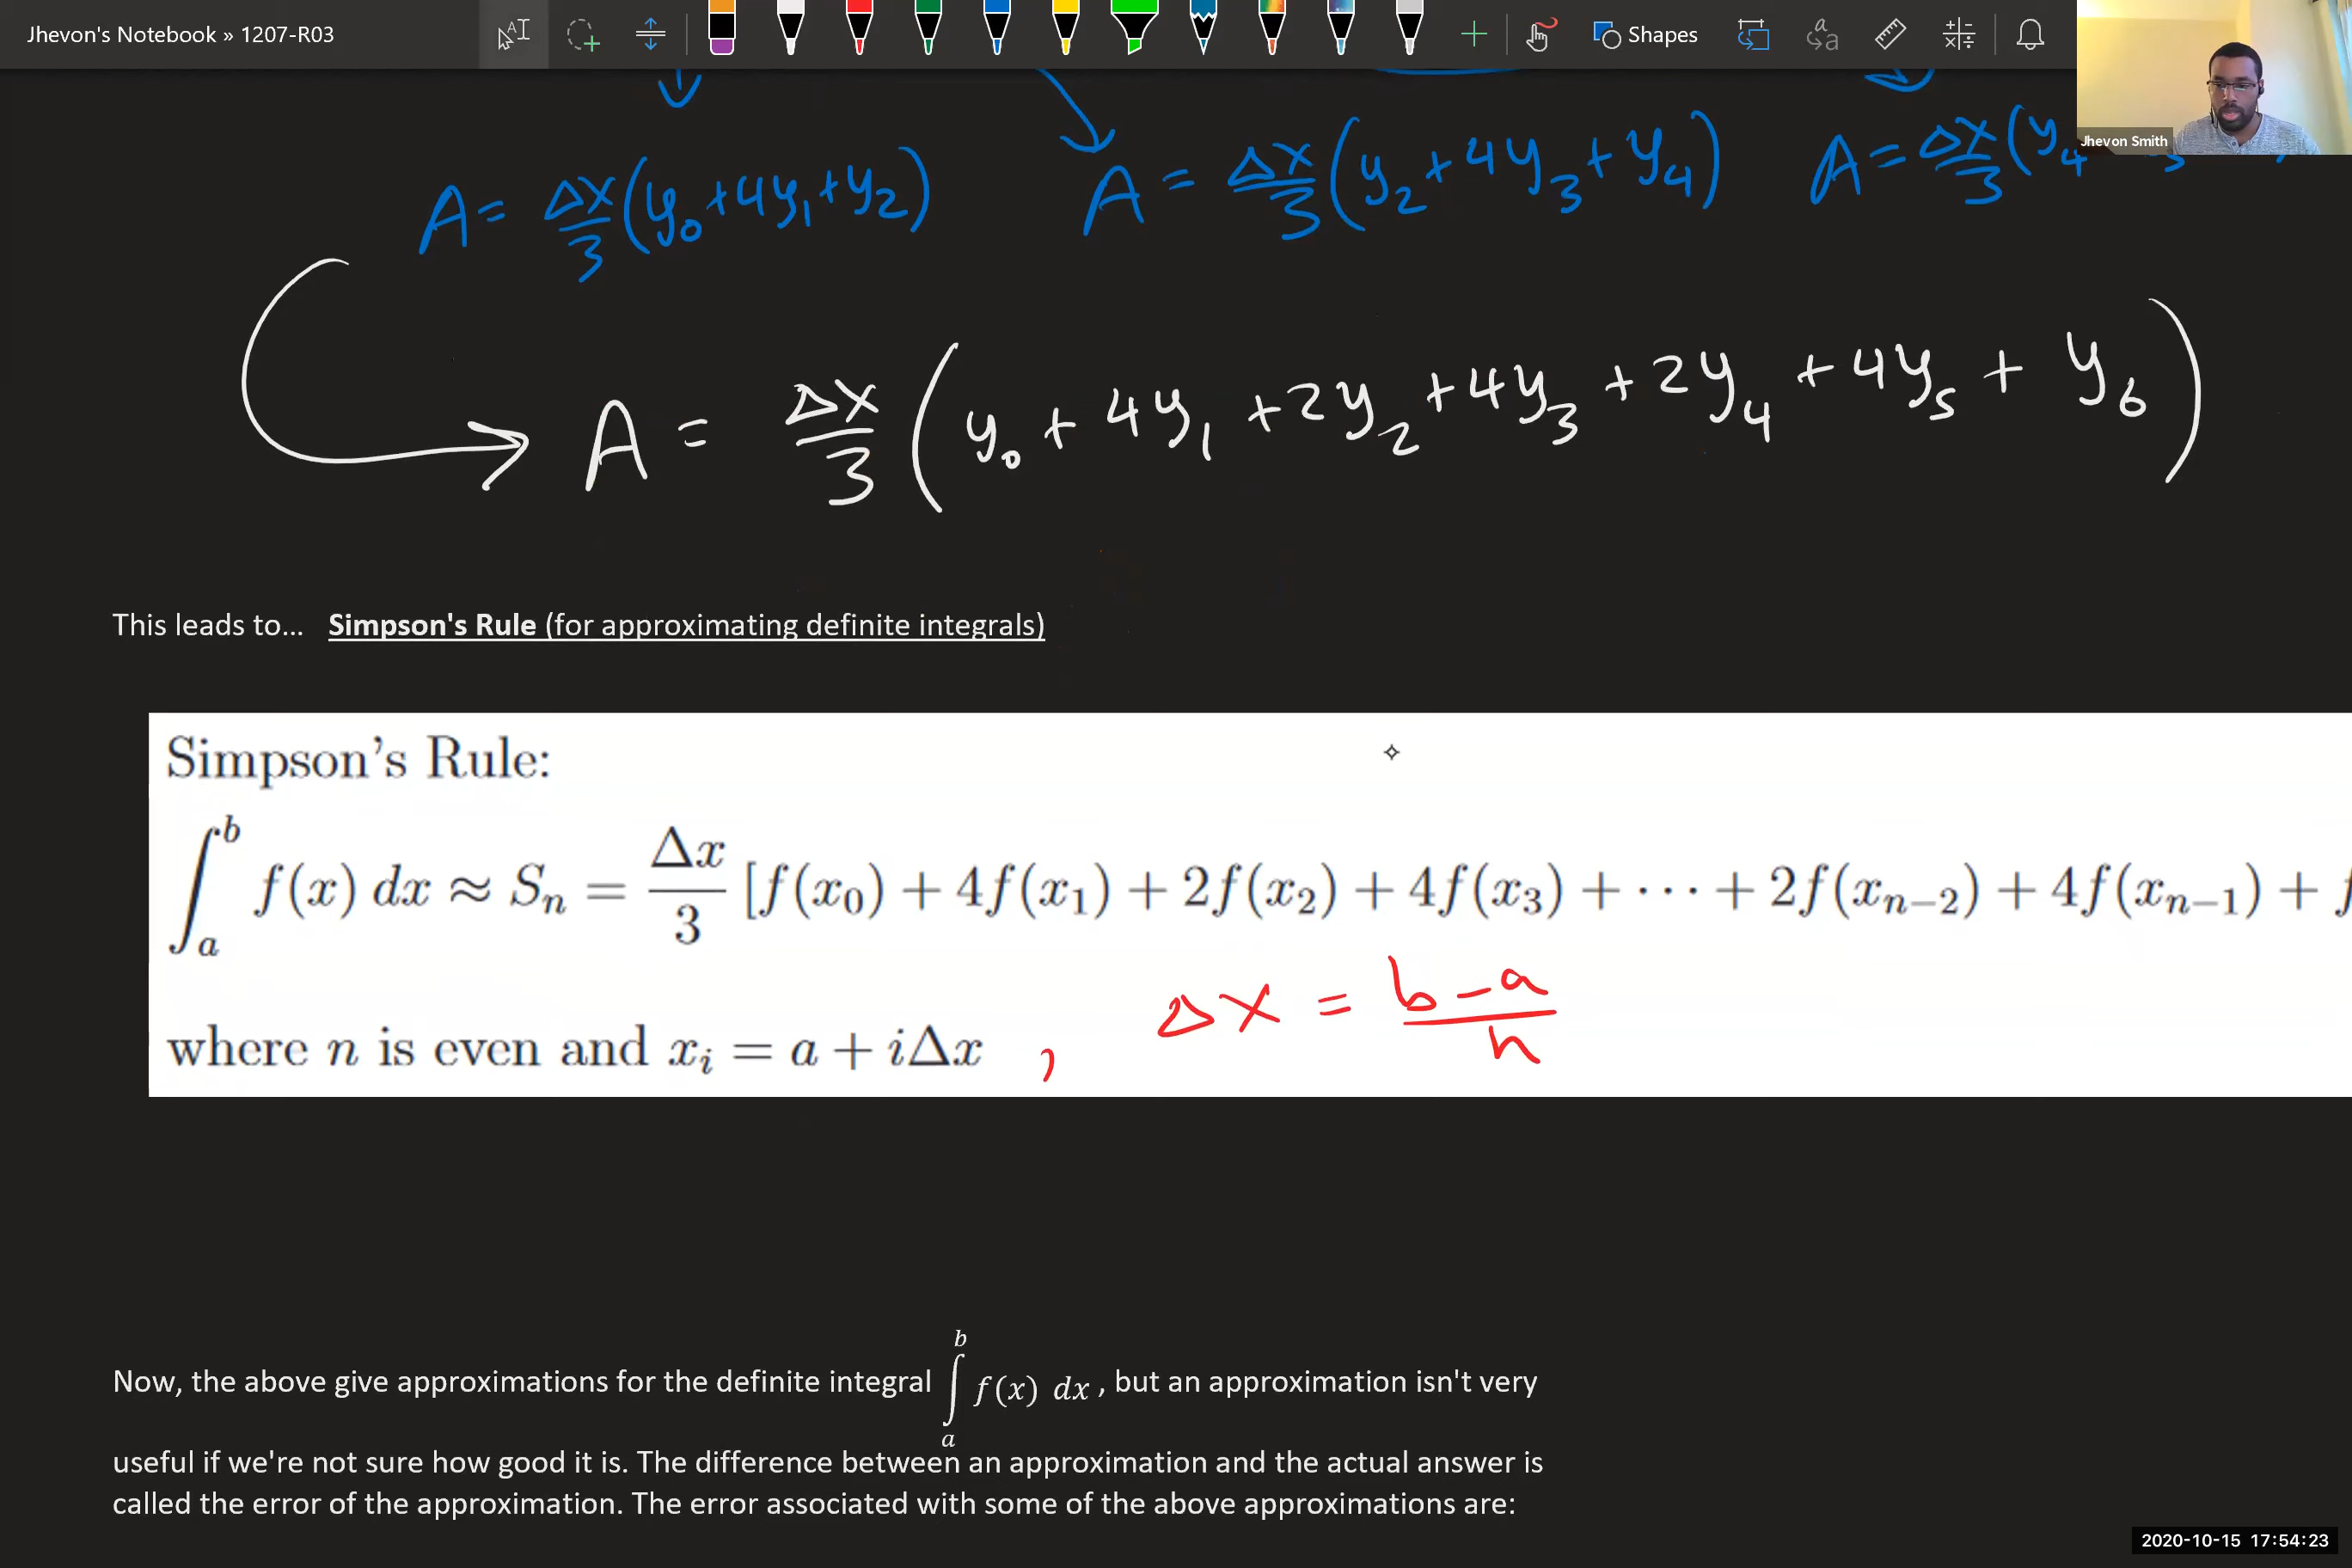 Jhevon's Notebook » 1207-R03
Shapes
Jhevon Smith
A = Δx/3 (y₀ + 4y₁ + y₂)
A = Δx/3 (y₂ + 4y₃ + y₄)
A = Δx/3 (y₄
A = Δx/3 (y₀ + 4y₁ + 2y₂ + 4y₃ + 2y₄ + 4y₅ + y₆)
This leads to... Simpson's Rule (for approximating definite integrals)
Simpson's Rule:
∫ₐᵇ f(x) dx ≈ Sₙ = Δx/3 [f(x₀) + 4f(x₁) + 2f(x₂) + 4f(x₃) + ··· + 2f(xₙ₋₂) + 4f(xₙ₋₁) + f
where n is even and xᵢ = a + iΔx , Δx = b-a/n
Now, the above give approximations for the definite integral ∫ₐᵇ f(x) dx, but an approximation isn't very
useful if we're not sure how good it is. The difference between an approximation and the actual answer is
called the error of the approximation. The error associated with some of the above approximations are:
2020-10-15 17:54:23